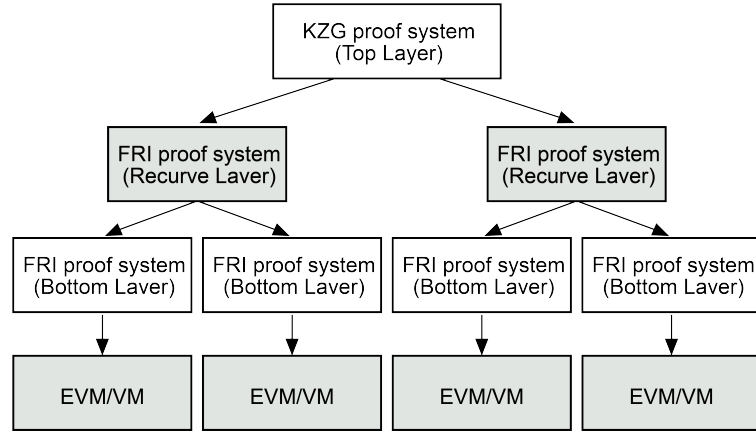 KZG proof system
(Top Layer)
FRI proof system
(Recurve Laver)
FRI proof system
(Recurve Laver)
FRI proof system
(Bottom Laver)
FRI proof system
(Bottom Laver)
FRI proof system
(Bottom Laver)
FRI proof system
(Bottom Laver)
EVM/VM
EVM/VM
EVM/VM
EVM/VM